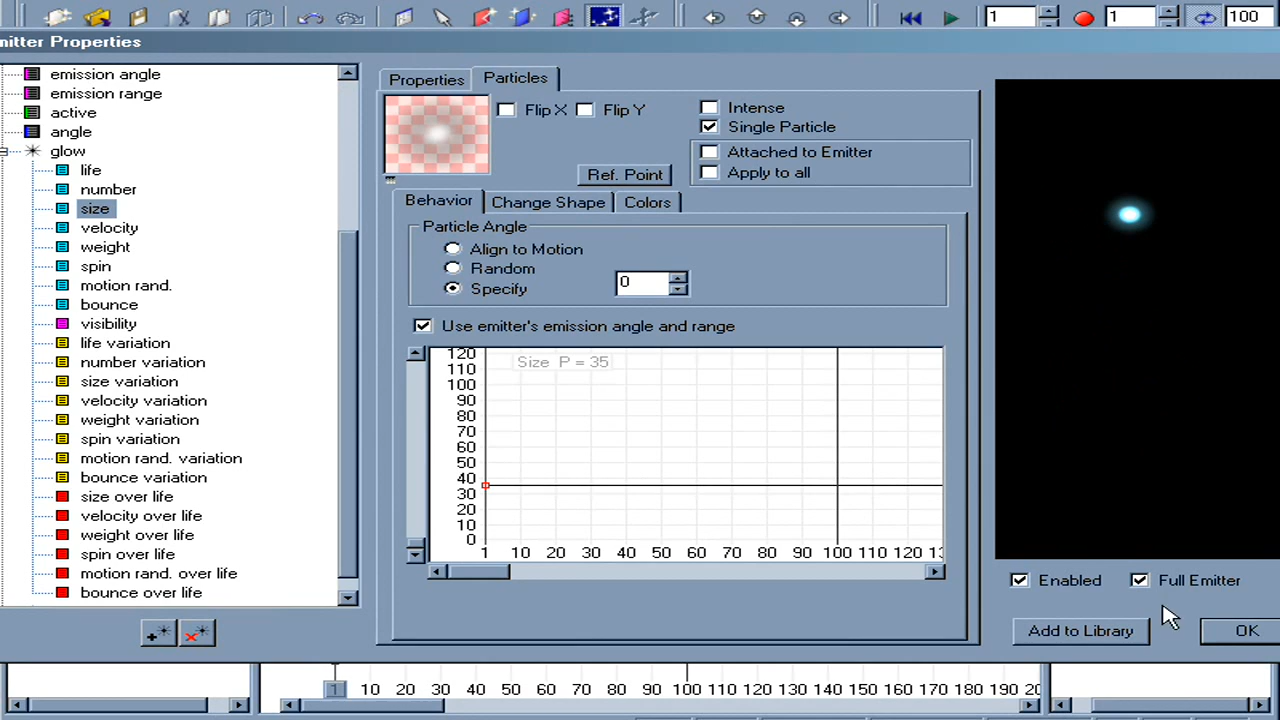 1
1
100
mitter Properties
emission angle
emission range
active
angle
glow
life
number
size
velocity
weight
spin
motion rand.
bounce
visibility
life variation
number variation
size variation
velocity variation
weight variation
spin variation
motion rand. variation
bounce variation
size over life
velocity over life
weight over life
spin over life
motion rand. over life
bounce over life
Properties
Particles
Flip X
Flip Y
Intense
Single Particle
Attached to Emitter
Apply to all
Ref. Point
Behavior
Change Shape
Colors
Particle Angle
Align to Motion
Random
Specify
0
Use emitter's emission angle and range
Size P = 35
120
110
100
90
80
70
60
50
40
30
20
10
0
1 10 20 30 40 50 60 70 80 90 100 110 120 13
Enabled
Full Emitter
Add to Library
OK
1 10 20 30 40 50 60 70 80 90 100 110 120 130 140 150 160 170 180 190 20